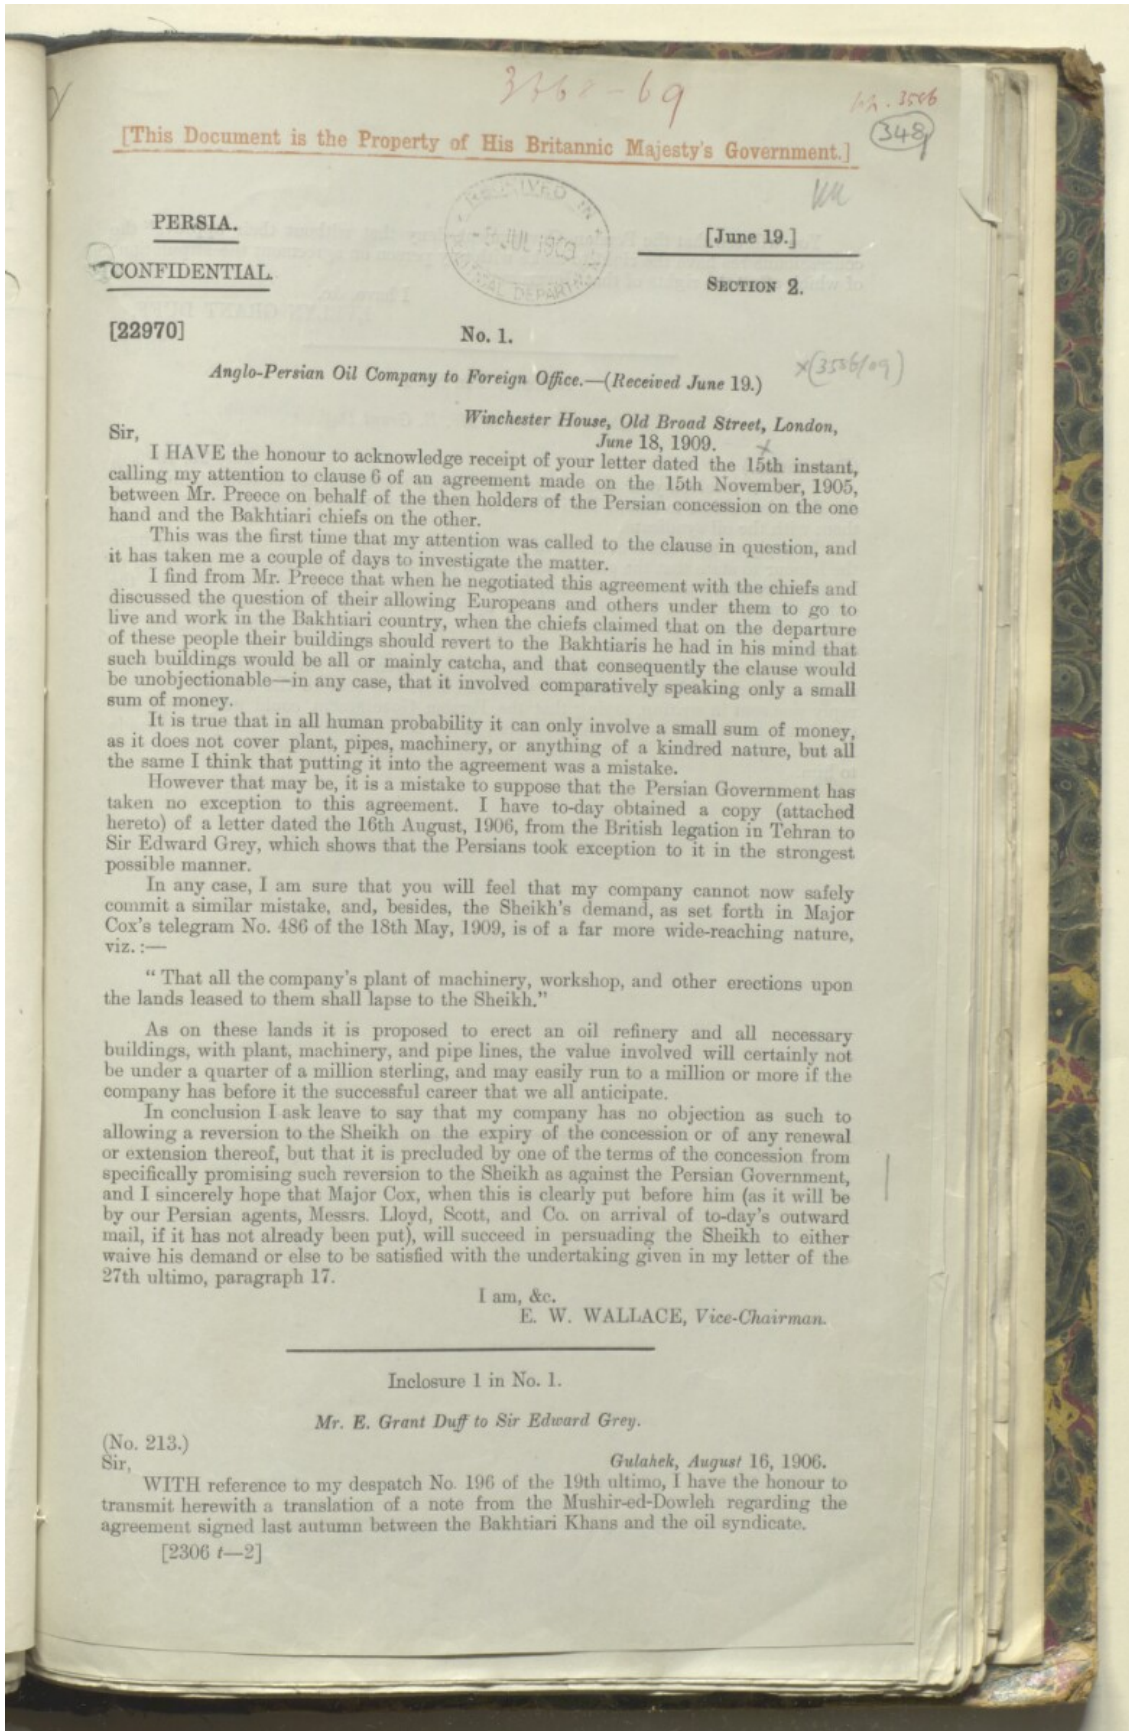 3368-69
[This Document is the Property of His Britannic Majesty's Government.]
348
PERSIA.
[June 19.]
CONFIDENTIAL.
SECTION 2.
RECEIVED IN
JUL 1909
[22970]
No. 1.
x(3506/09)
Anglo-Persian Oil Company to Foreign Office.—(Received June 19.)
Winchester House, Old Broad Street, London,
Sir,
June 18, 1909.
I HAVE the honour to acknowledge receipt of your letter dated the 15th instant,
calling my attention to clause 6 of an agreement made on the 15th November, 1905,
between Mr. Preece on behalf of the then holders of the Persian concession on the one
hand and the Bakhtiari chiefs on the other.
This was the first time that my attention was called to the clause in question, and
it has taken me a couple of days to investigate the matter.
I find from Mr. Preece that when he negotiated this agreement with the chiefs and
discussed the question of their allowing Europeans and others under them to go to
live and work in the Bakhtiari country, when the chiefs claimed that on the departure
of these people their buildings should revert to the Bakhtiaris he had in his mind that
such buildings would be all or mainly catcha, and that consequently the clause would
be unobjectionable—in any case, that it involved comparatively speaking only a small
sum of money.
It is true that in all human probability it can only involve a small sum of money,
as it does not cover plant, pipes, machinery, or anything of a kindred nature, but all
the same I think that putting it into the agreement was a mistake.
However that may be, it is a mistake to suppose that the Persian Government has
taken no exception to this agreement. I have to-day obtained a copy (attached
hereto) of a letter dated the 16th August, 1906, from the British legation in Tehran to
Sir Edward Grey, which shows that the Persians took exception to it in the strongest
possible manner.
In any case, I am sure that you will feel that my company cannot now safely
commit a similar mistake, and, besides, the Sheikh's demand, as set forth in Major
Cox's telegram No. 486 of the 18th May, 1909, is of a far more wide-reaching nature,
viz. :—
" That all the company's plant of machinery, workshop, and other erections upon
the lands leased to them shall lapse to the Sheikh."
As on these lands it is proposed to erect an oil refinery and all necessary
buildings, with plant, machinery, and pipe lines, the value involved will certainly not
be under a quarter of a million sterling, and may easily run to a million or more if the
company has before it the successful career that we all anticipate.
In conclusion I ask leave to say that my company has no objection as such to
allowing a reversion to the Sheikh on the expiry of the concession or of any renewal
or extension thereof, but that it is precluded by one of the terms of the concession from
specifically promising such reversion to the Sheikh as against the Persian Government,
and I sincerely hope that Major Cox, when this is clearly put before him (as it will be
by our Persian agents, Messrs. Lloyd, Scott, and Co. on arrival of to-day's outward
mail, if it has not already been put), will succeed in persuading the Sheikh to either
waive his demand or else to be satisfied with the undertaking given in my letter of the
27th ultimo, paragraph 17.
I am, &c.
E. W. WALLACE, Vice-Chairman.
Inclosure 1 in No. 1.
Mr. E. Grant Duff to Sir Edward Grey.
(No. 213.)
Sir,
Gulahek, August 16, 1906.
WITH reference to my despatch No. 196 of the 19th ultimo, I have the honour to
transmit herewith a translation of a note from the Mushir-ed-Dowleh regarding the
agreement signed last autumn between the Bakhtiari Khans and the oil syndicate.
[2306 t—2]